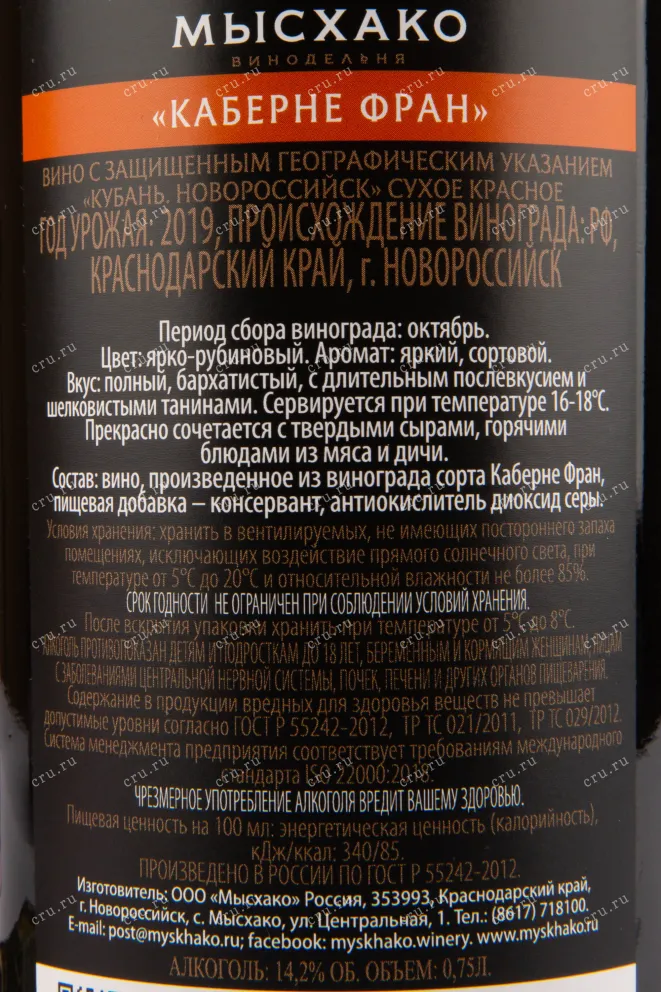 МЫСХАКО
ВИНОДЕЛЬНЯ
«КАБЕРНЕ ФРАН»
ВИНО С ЗАЩИЩЕННЫМ ГЕОГРАФИЧЕСКИМ УКАЗАНИЕМ
«КУБАНЬ. НОВОРОССИЙСК» СУХОЕ КРАСНОЕ
ГОД УРОЖАЯ: 2019, ПРОИСХОЖДЕНИЕ ВИНОГРАДА: РФ,
КРАСНОДАРСКИЙ КРАЙ, г. НОВОРОССИЙСК
Период сбора винограда: октябрь.
Цвет: ярко-рубиновый. Аромат: яркий, сортовой.
Вкус: полный, бархатистый, с длительным послевкусием и
шелковистыми танинами. Сервируется при температуре 16-18°С.
Прекрасно сочетается с твердыми сырами, горячими
блюдами из мяса и дичи.
Состав: вино, произведенное из винограда сорта Каберне Фран,
пищевая добавка – консервант, антиокислитель диоксид серы.
Условия хранения: хранить в вентилируемых, не имеющих постороннего запаха
помещениях, исключающих воздействие прямого солнечного света, при
температуре от 5°С до 20°С и относительной влажности не более 85%.
СРОК ГОДНОСТИ НЕ ОГРАНИЧЕН ПРИ СОБЛЮДЕНИИ УСЛОВИЙ ХРАНЕНИЯ.
После вскрытия упаковки хранить при температуре от 5°С до 8°С.
АЛКОГОЛЬ ПРОТИВОПОКАЗАН ДЕТЯМ И ПОДРОСТКАМ ДО 18 ЛЕТ, БЕРЕМЕННЫМ И КОРМЯЩИМ ЖЕНЩИНАМ, ЛИЦАМ
С ЗАБОЛЕВАНИЯМИ ЦЕНТРАЛЬНОЙ НЕРВНОЙ СИСТЕМЫ, ПОЧЕК, ПЕЧЕНИ И ДРУГИХ ОРГАНОВ ПИЩЕВАРЕНИЯ.
Содержание в продукции вредных для здоровья веществ не превышает
допустимые уровни согласно ГОСТ Р 55242-2012, ТР ТС 021/2011, ТР ТС 029/2012.
Система менеджмента предприятия соответствует требованиям международного
стандарта ISO 22000:2018.
ЧРЕЗМЕРНОЕ УПОТРЕБЛЕНИЕ АЛКОГОЛЯ ВРЕДИТ ВАШЕМУ ЗДОРОВЬЮ.
Пищевая ценность на 100 мл: энергетическая ценность (калорийность),
кДж/ккал: 340/85.
ПРОИЗВЕДЕНО В РОССИИ ПО ГОСТ Р 55242-2012.
Изготовитель: ООО «Мысхако» Россия, 353993, Краснодарский край,
г. Новороссийск, с. Мысхако, ул. Центральная, 1. Тел.: (8617) 718100.
E-mail: post@myskhako.ru; facebook: myskhako.winery. www.myskhako.ru
АЛКОГОЛЬ: 14,2% ОБ. ОБЪЕМ: 0,75Л.